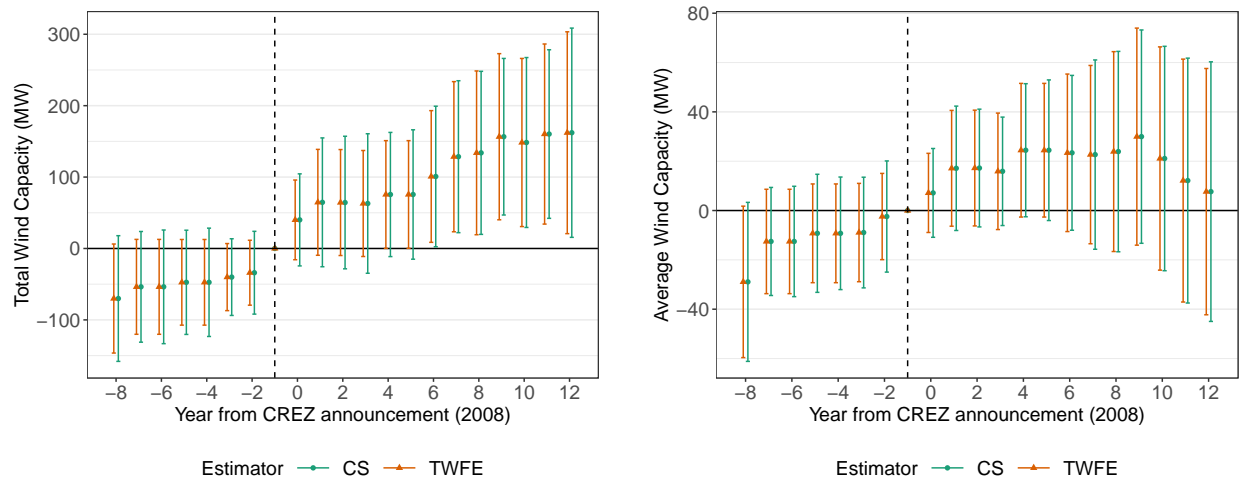 Total Wind Capacity (MW)
300
200
100
0
−100
−8 −6 −4 −2 0 2 4 6 8 10 12
Year from CREZ announcement (2008)
Estimator CS TWFE
Average Wind Capacity (MW)
80
40
0
−40
−8 −6 −4 −2 0 2 4 6 8 10 12
Year from CREZ announcement (2008)
Estimator CS TWFE